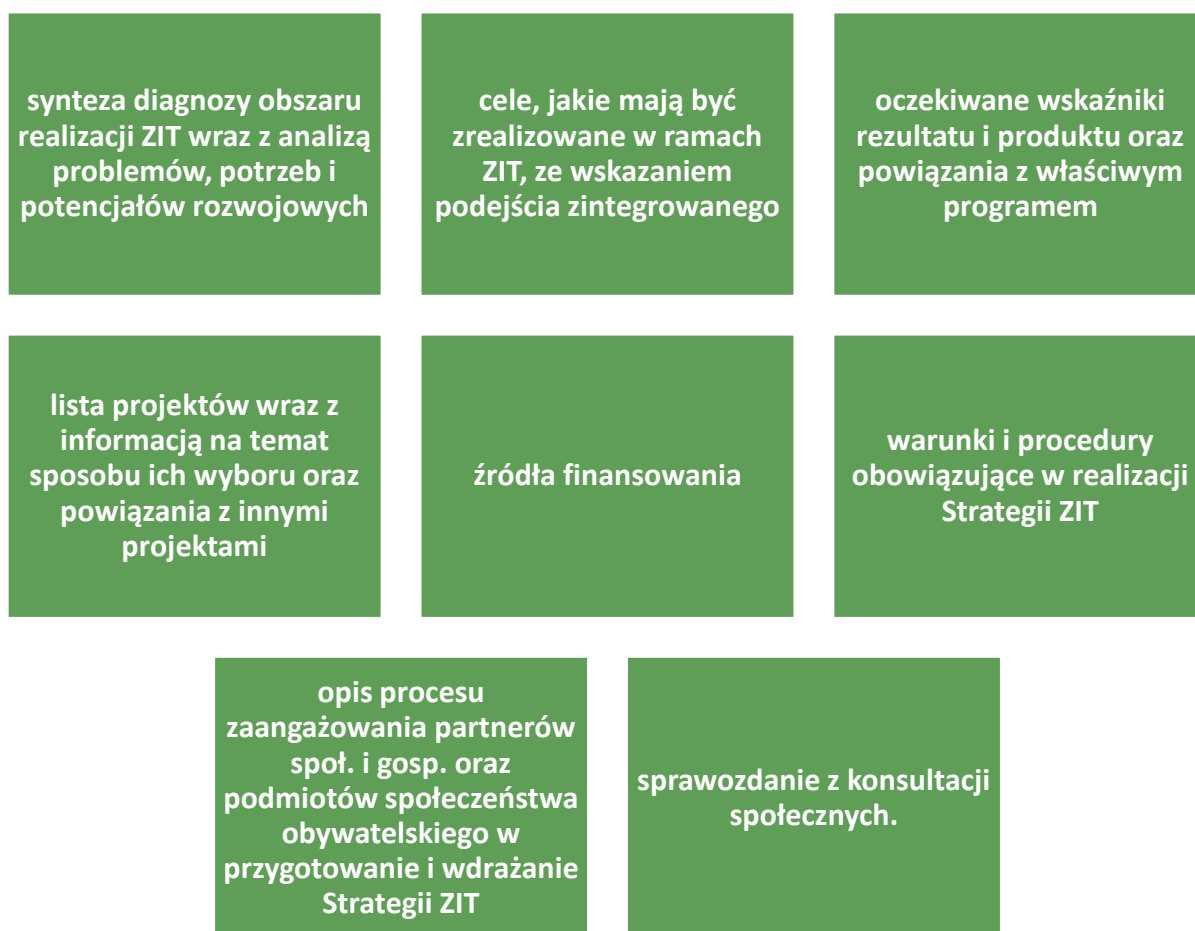 synteza diagnozy obszaru
realizacji ZIT wraz z analizą
problemów, potrzeb i
potencjałów rozwojowych
cele, jakie mają być
zrealizowane w ramach
ZIT, ze wskazaniem
podejścia zintegrowanego
oczekiwane wskaźniki
rezultatu i produktu oraz
powiązania z właściwym
programem
lista projektów wraz z
informacją na temat
sposobu ich wyboru oraz
powiązania z innymi
projektami
źródła finansowania
warunki i procedury
obowiązujące w realizacji
Strategii ZIT
opis procesu
zaangażowania partnerów
społ. i gosp. oraz
podmiotów społeczeństwa
obywatelskiego w
przygotowanie i wdrażanie
Strategii ZIT
sprawozdanie z konsultacji
społecznych.